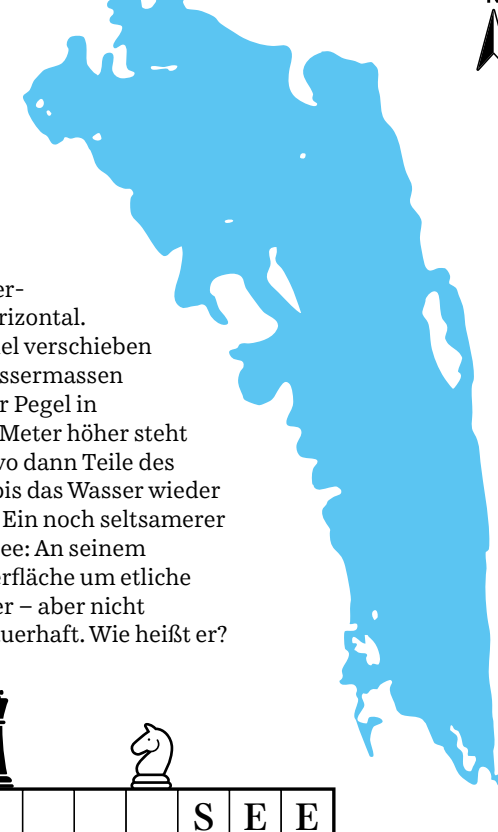 er-
rizontal.
el verschieben
ssermassen
r Pegel in
Meter höher steht
vo dann Teile des
bis das Wasser wieder
Ein noch seltsamerer
ee: An seinem
erfläche um etliche
er – aber nicht
auerhaft. Wie heißt er?
S E E